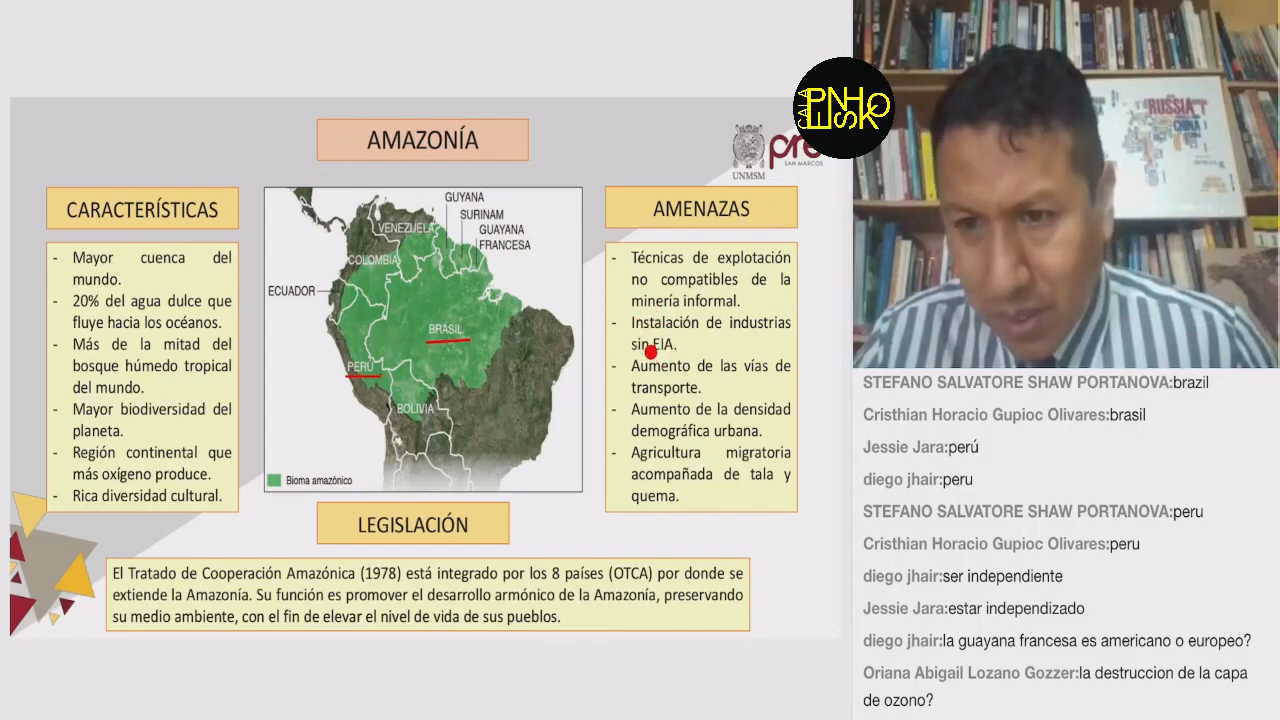 AMAZONÍA
UNMSM
pre
SAN MARCOS
CARACTERÍSTICAS
- Mayor cuenca del
mundo.
- 20% del agua dulce que
fluye hacia los océanos.
- Más de la mitad del
bosque húmedo tropical
del mundo.
- Mayor biodiversidad del
planeta.
- Región continental que
más oxígeno produce.
- Rica diversidad cultural.
GUYANA
SURINAM
GUAYANA
FRANCESA
VENEZUELA
COLOMBIA
ECUADOR
BRASIL
PERÚ
BOLIVIA
Bioma amazónico
AMENAZAS
- Técnicas de explotación
no compatibles de la
minería informal.
- Instalación de industrias
sin EIA.
- Aumento de las vías de
transporte.
- Aumento de la densidad
demográfica urbana.
- Agricultura migratoria
acompañada de tala y
quema.
LEGISLACIÓN
El Tratado de Cooperación Amazónica (1978) está integrado por los 8 países (OTCA) por donde se
extiende la Amazonía. Su función es promover el desarrollo armónico de la Amazonía, preservando
su medio ambiente, con el fin de elevar el nivel de vida de sus pueblos.
RUSSIA
CHINA
STEFANO SALVATORE SHAW PORTANOVA:brazil
Cristhian Horacio Gupioc Olivares:brasil
Jessie Jara:perú
diego jhair:peru
STEFANO SALVATORE SHAW PORTANOVA:peru
Cristhian Horacio Gupioc Olivares:peru
diego jhair:ser independiente
Jessie Jara:estar independizado
diego jhair:la guayana francesa es americano o europeo?
Oriana Abigail Lozano Gozzer:la destruccion de la capa
de ozono?